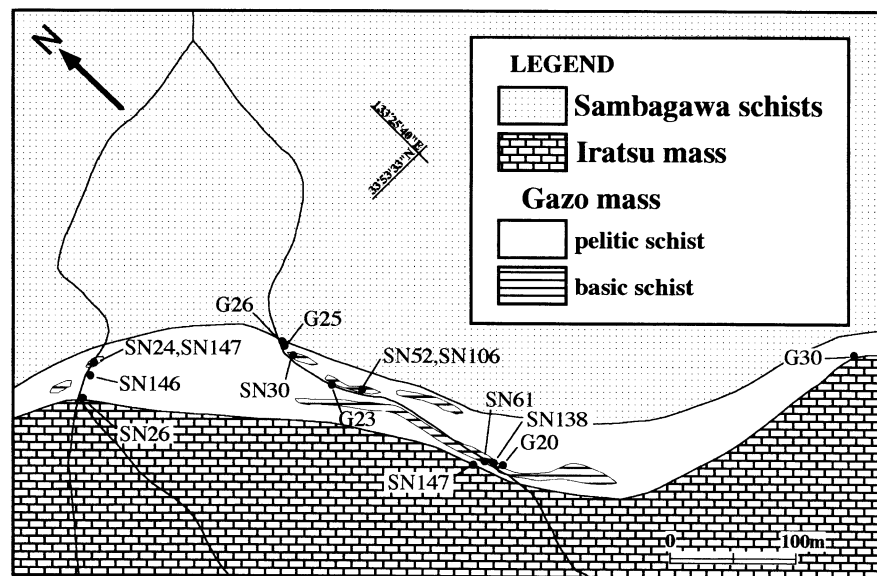 N
LEGEND
Sambagawa schists
Iratsu mass
Gazo mass
pelitic schist
basic schist
133°25'40"E
33°53'33"N
G26
G25
SN24,SN147
SN52,SN106
G30
SN146
SN30
SN61
G23
SN138
SN26
G20
SN147
0 100m